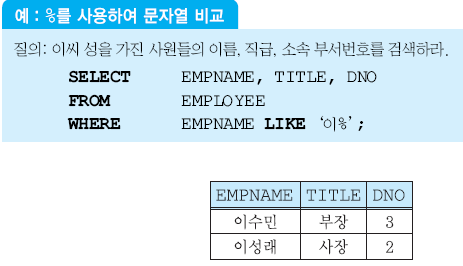 예 : %를 사용하여 문자열 비교
질의: 이씨 성을 가진 사원들의 이름, 직급, 소속 부서번호를 검색하라.
SELECT EMPNAME, TITLE, DNO
FROM EMPLOYEE
WHERE EMPNAME LIKE ‘이%’;
EMPNAME TITLE DNO
이수민 부장 3
이성래 사장 2